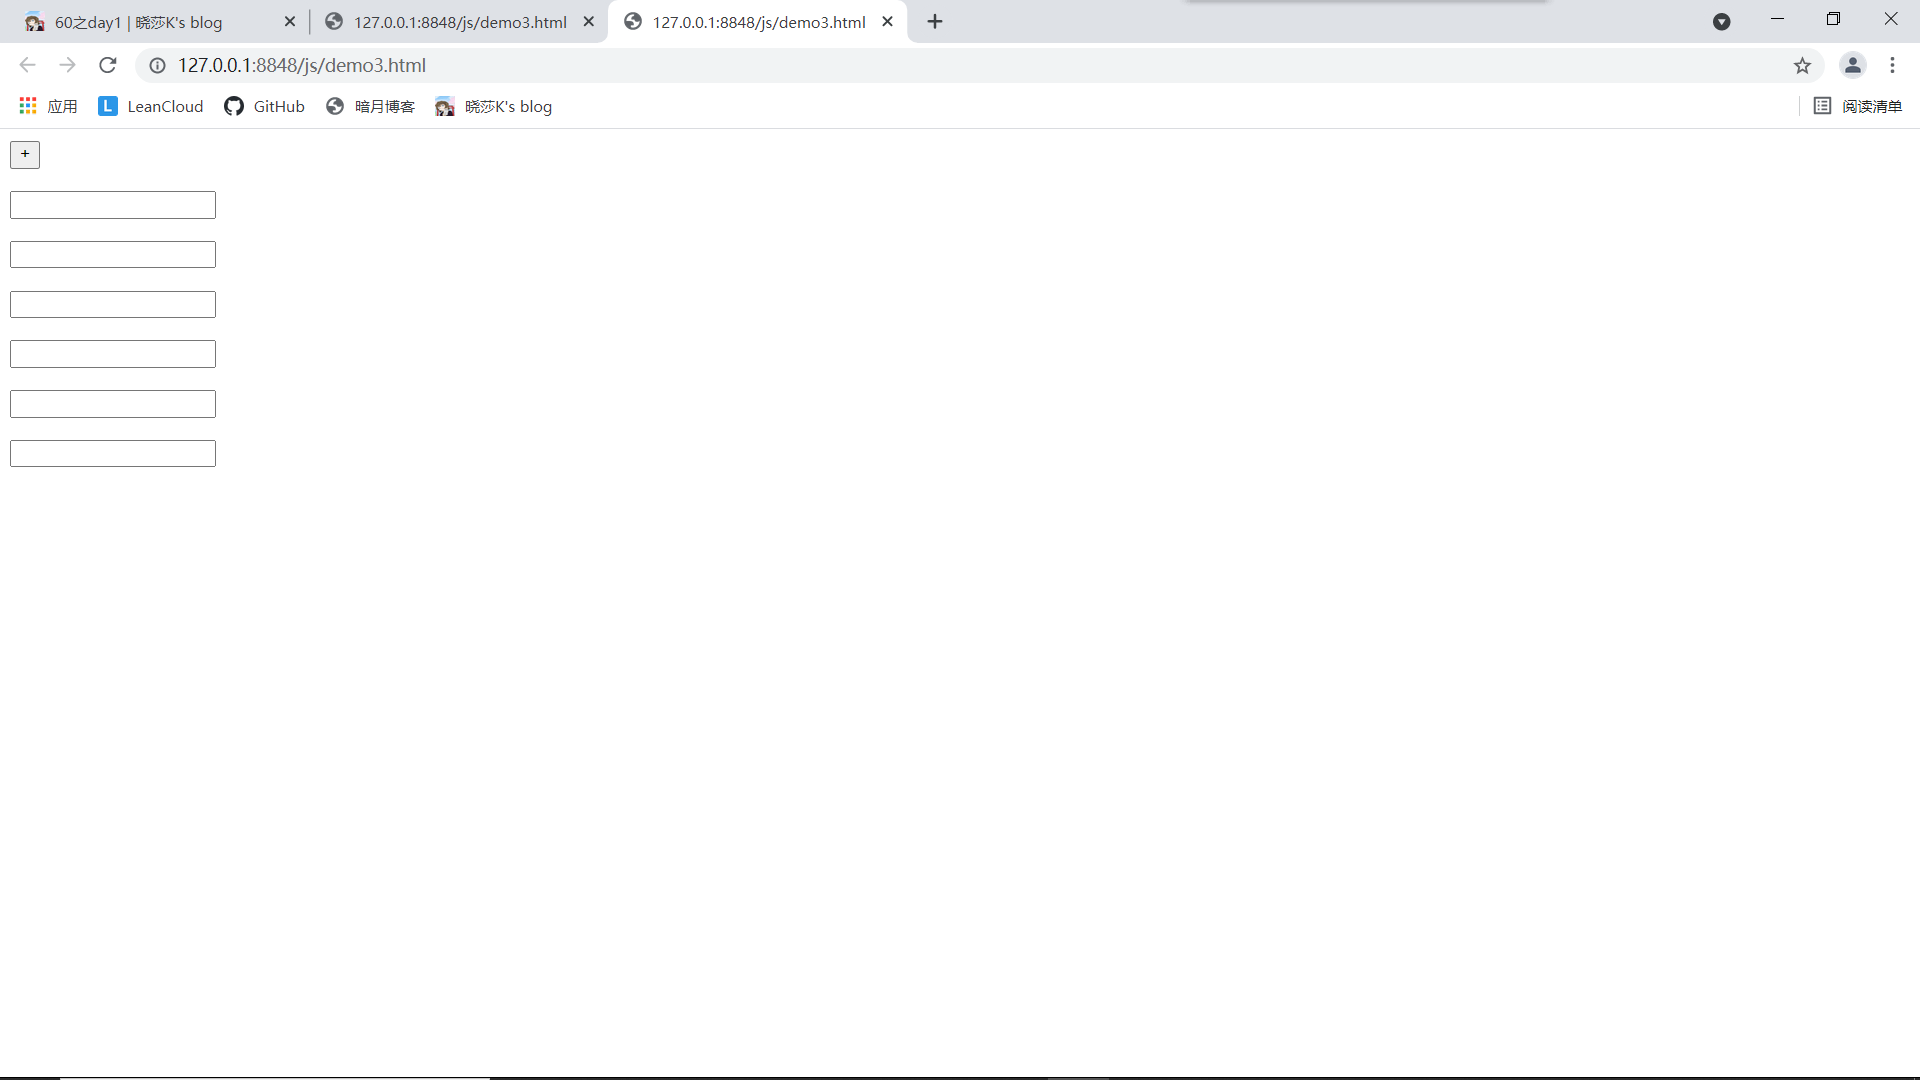 60之day1 | 晓莎K's blog
127.0.0.1:8848/js/demo3.html
127.0.0.1:8848/js/demo3.html
127.0.0.1:8848/js/demo3.html
应用
L LeanCloud
GitHub
暗月博客
晓莎K's blog
阅读清单
+